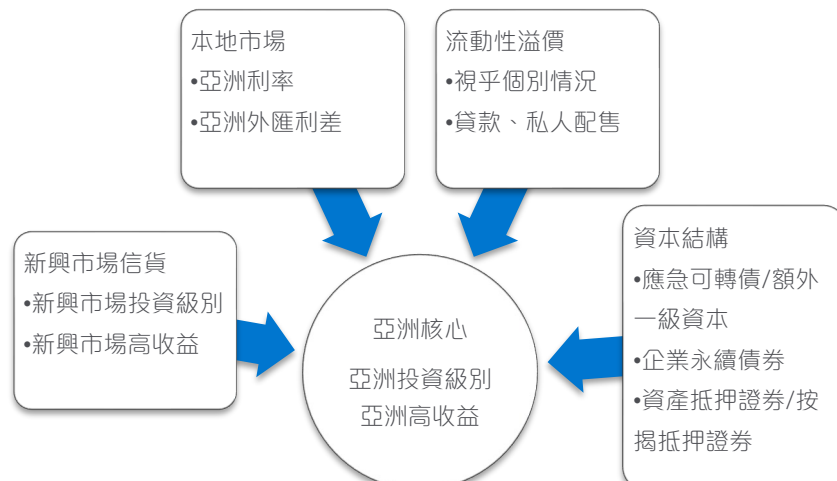 本地市場
•亞洲利率
•亞洲外匯利差
流動性溢價
•視乎個別情況
•貸款、私人配售
新興市場信貸
•新興市場投資級別
•新興市場高收益
資本結構
•應急可轉債/額外
一級資本
•企業永續債券
•資產抵押證券/按
揭抵押證券
亞洲核心
亞洲投資級別
亞洲高收益